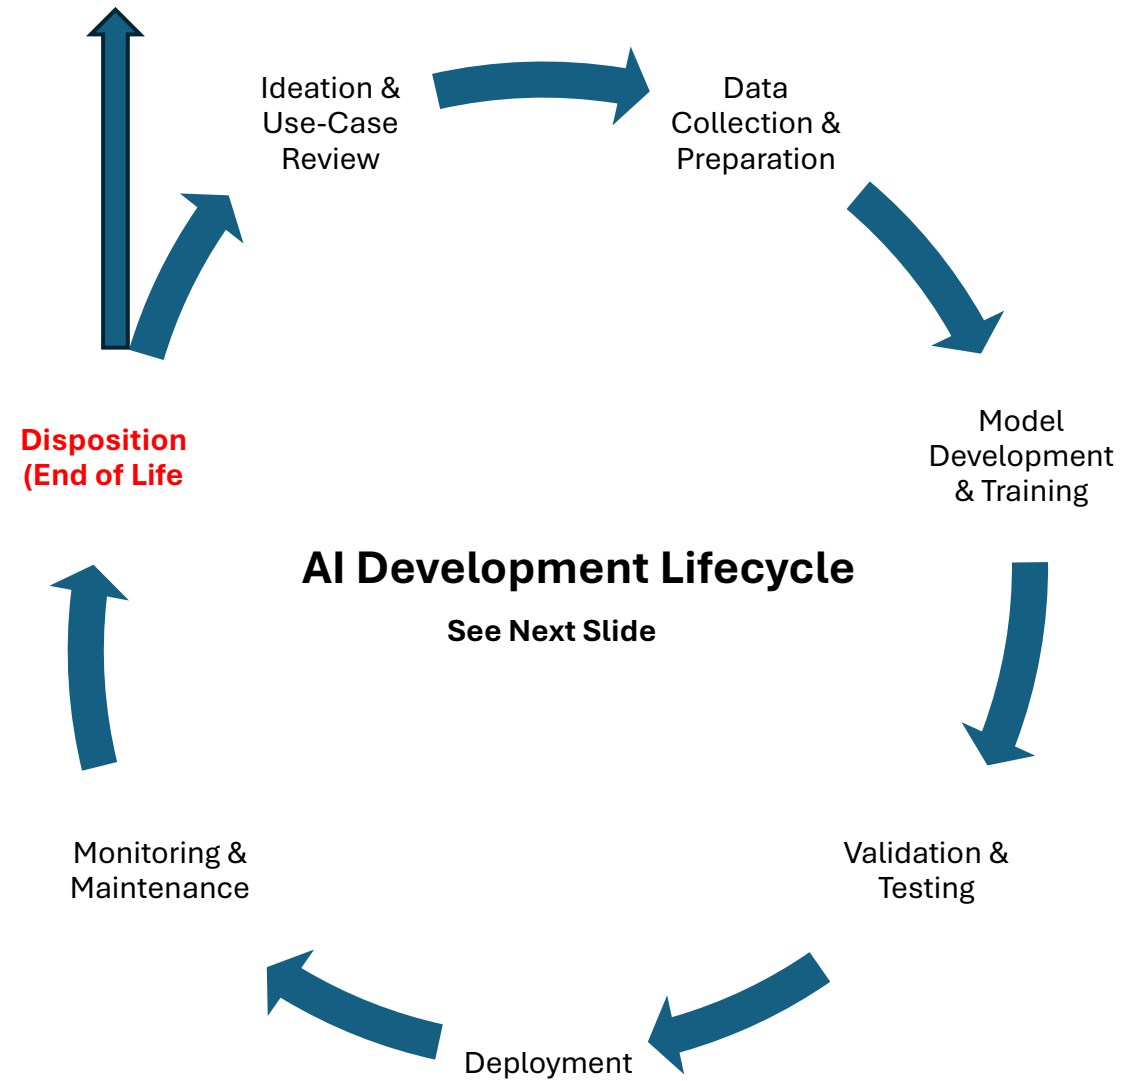 Ideation &
Use-Case
Review
Data
Collection &
Preparation
Model
Development
& Training
Disposition
(End of Life
AI Development Lifecycle
See Next Slide
Monitoring &
Maintenance
Validation &
Testing
Deployment